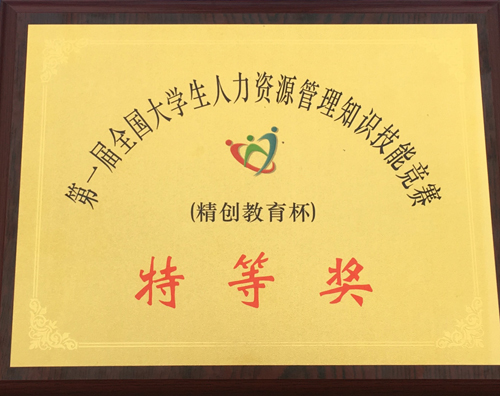 第一届全国大学生人力资源管理知识技能竞赛
(精创教育杯)
特等奖